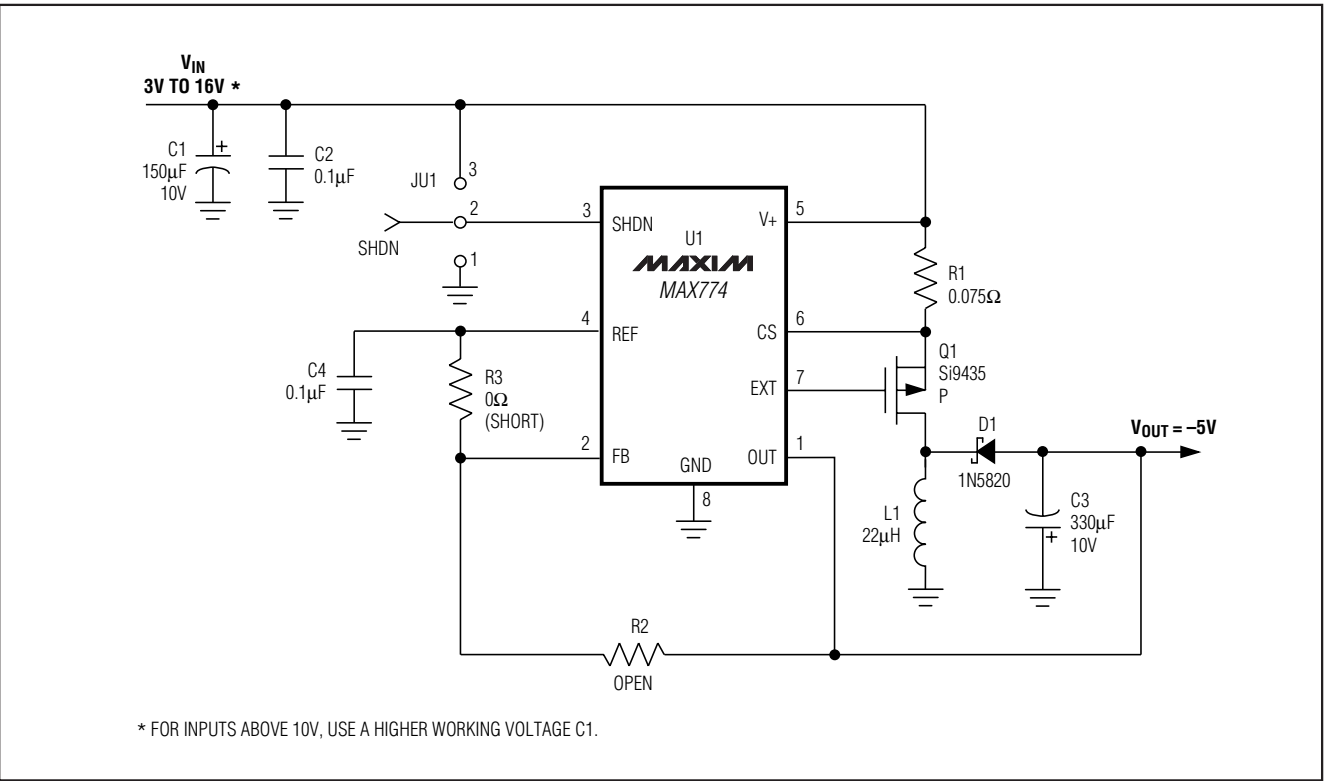 VIN
3V TO 16V *
C1
150µF
10V
+
C2
0.1µF
JU1
3
2
1
SHDN
3
SHDN
U1
MAXIM
MAX774
V+
5
R1
0.075Ω
4
REF
CS
6
C4
0.1µF
R3
0Ω
(SHORT)
EXT
7
Q1
Si9435
P
2
FB
GND
8
OUT
1
D1
1N5820
VOUT = –5V
L1
22µH
C3
330µF
10V
+
R2
OPEN
* FOR INPUTS ABOVE 10V, USE A HIGHER WORKING VOLTAGE C1.